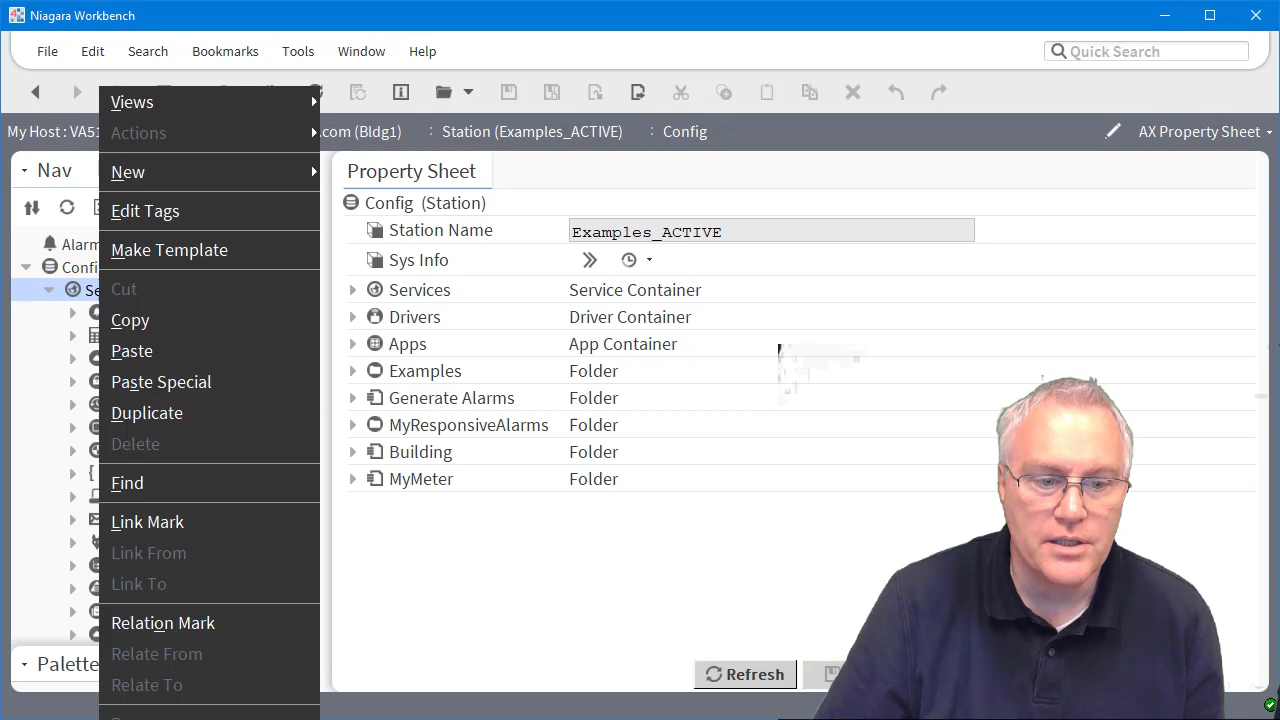 Niagara Workbench
File Edit Search Bookmarks Tools Window Help
Quick Search
My Host : VA51 .com (Bldg1) : Station (Examples_ACTIVE) : Config AX Property Sheet
Nav
Alarm
Confi
Se
Palette
Views
Actions
New
Edit Tags
Make Template
Cut
Copy
Paste
Paste Special
Duplicate
Delete
Find
Link Mark
Link From
Link To
Relation Mark
Relate From
Relate To
Property Sheet
Config (Station)
Station Name Examples_ACTIVE
Sys Info
Services Service Container
Drivers Driver Container
Apps App Container
Examples Folder
Generate Alarms Folder
MyResponsiveAlarms Folder
Building Folder
MyMeter Folder
Refresh